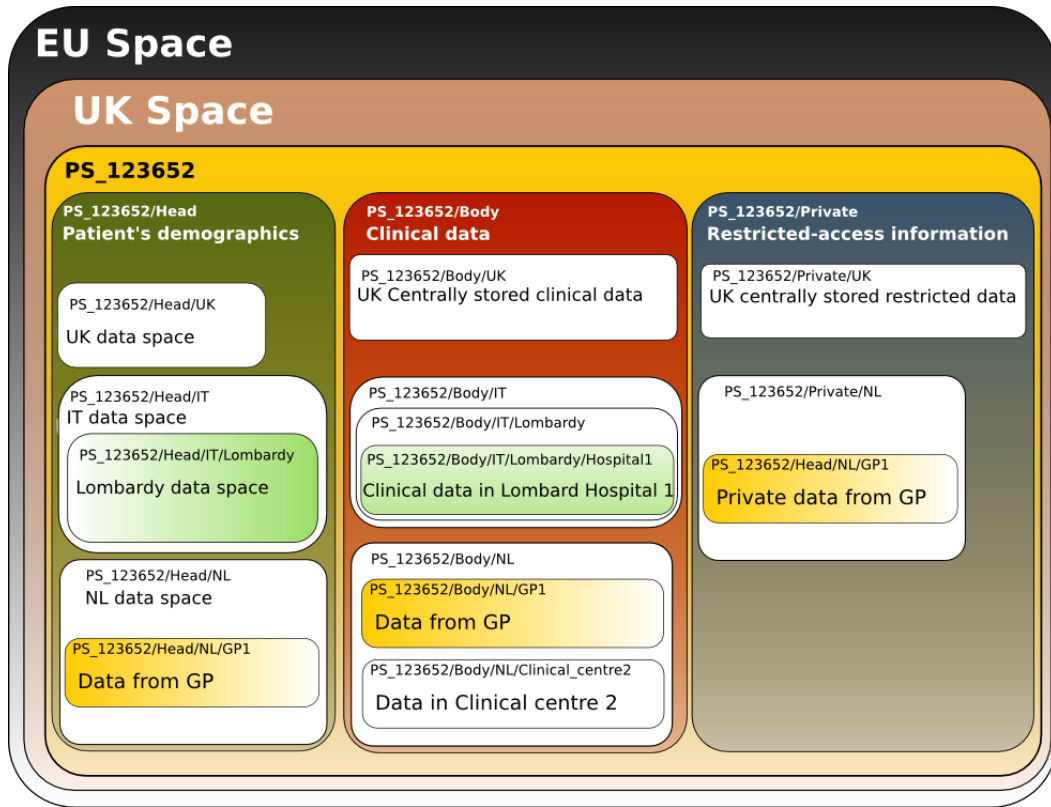 EU Space
UK Space
PS_123652
PS_123652/Head
Patient's demographics
PS_123652/Head/UK
UK data space
PS_123652/Head/IT
IT data space
PS_123652/Head/IT/Lombardy
Lombardy data space
PS_123652/Head/NL
NL data space
PS_123652/Head/NL/GP1
Data from GP
PS_123652/Body
Clinical data
PS_123652/Body/UK
UK Centrally stored clinical data
PS_123652/Body/IT
PS_123652/Body/IT/Lombardy
PS_123652/Body/IT/Lombardy/Hospital1
Clinical data in Lombard Hospital 1
PS_123652/Body/NL
PS_123652/Body/NL/GP1
Data from GP
PS_123652/Body/NL/Clinical_centre2
Data in Clinical centre 2
PS_123652/Private
Restricted-access information
PS_123652/Private/UK
UK centrally stored restricted data
PS_123652/Private/NL
PS_123652/Head/NL/GP1
Private data from GP